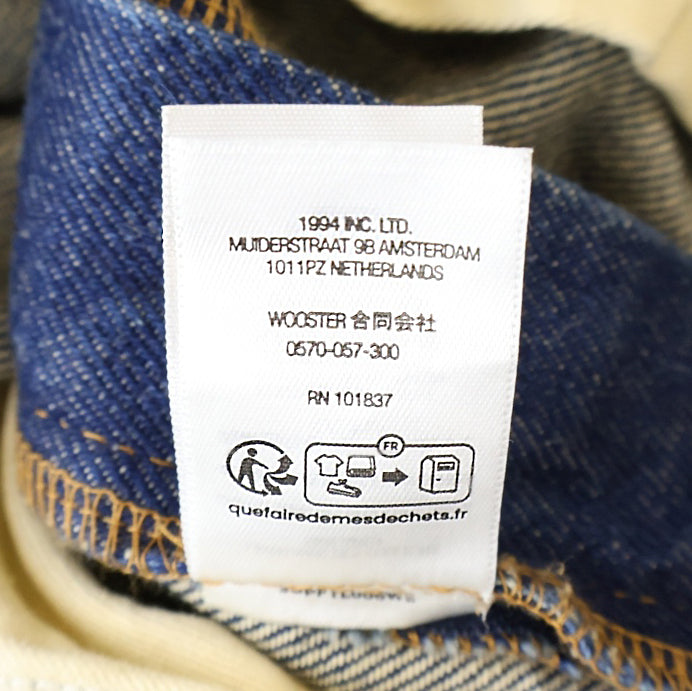 1994 INC. LTD.
MUIDERSTRAAT 9B AMSTERDAM
1011PZ NETHERLANDS
WOOSTER 合同会社
0570-057-300
RN 101837
FR
quefairedemesdechets.fr